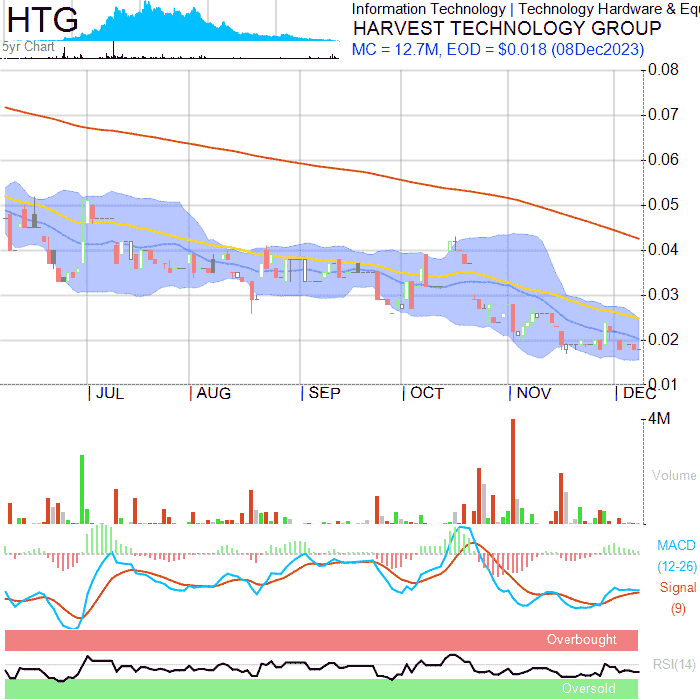 HTG
5yr Chart
Information Technology | Technology Hardware & Equ
HARVEST TECHNOLOGY GROUP
MC = 12.7M, EOD = $0.018 (08Dec2023)
0.08
0.07
0.06
0.05
0.04
0.03
0.02
0.01
JUL
AUG
SEP
OCT
NOV
DEC
4M
Volume
MACD
(12-26)
Signal
(9)
Overbought
RSI(14)
Oversold